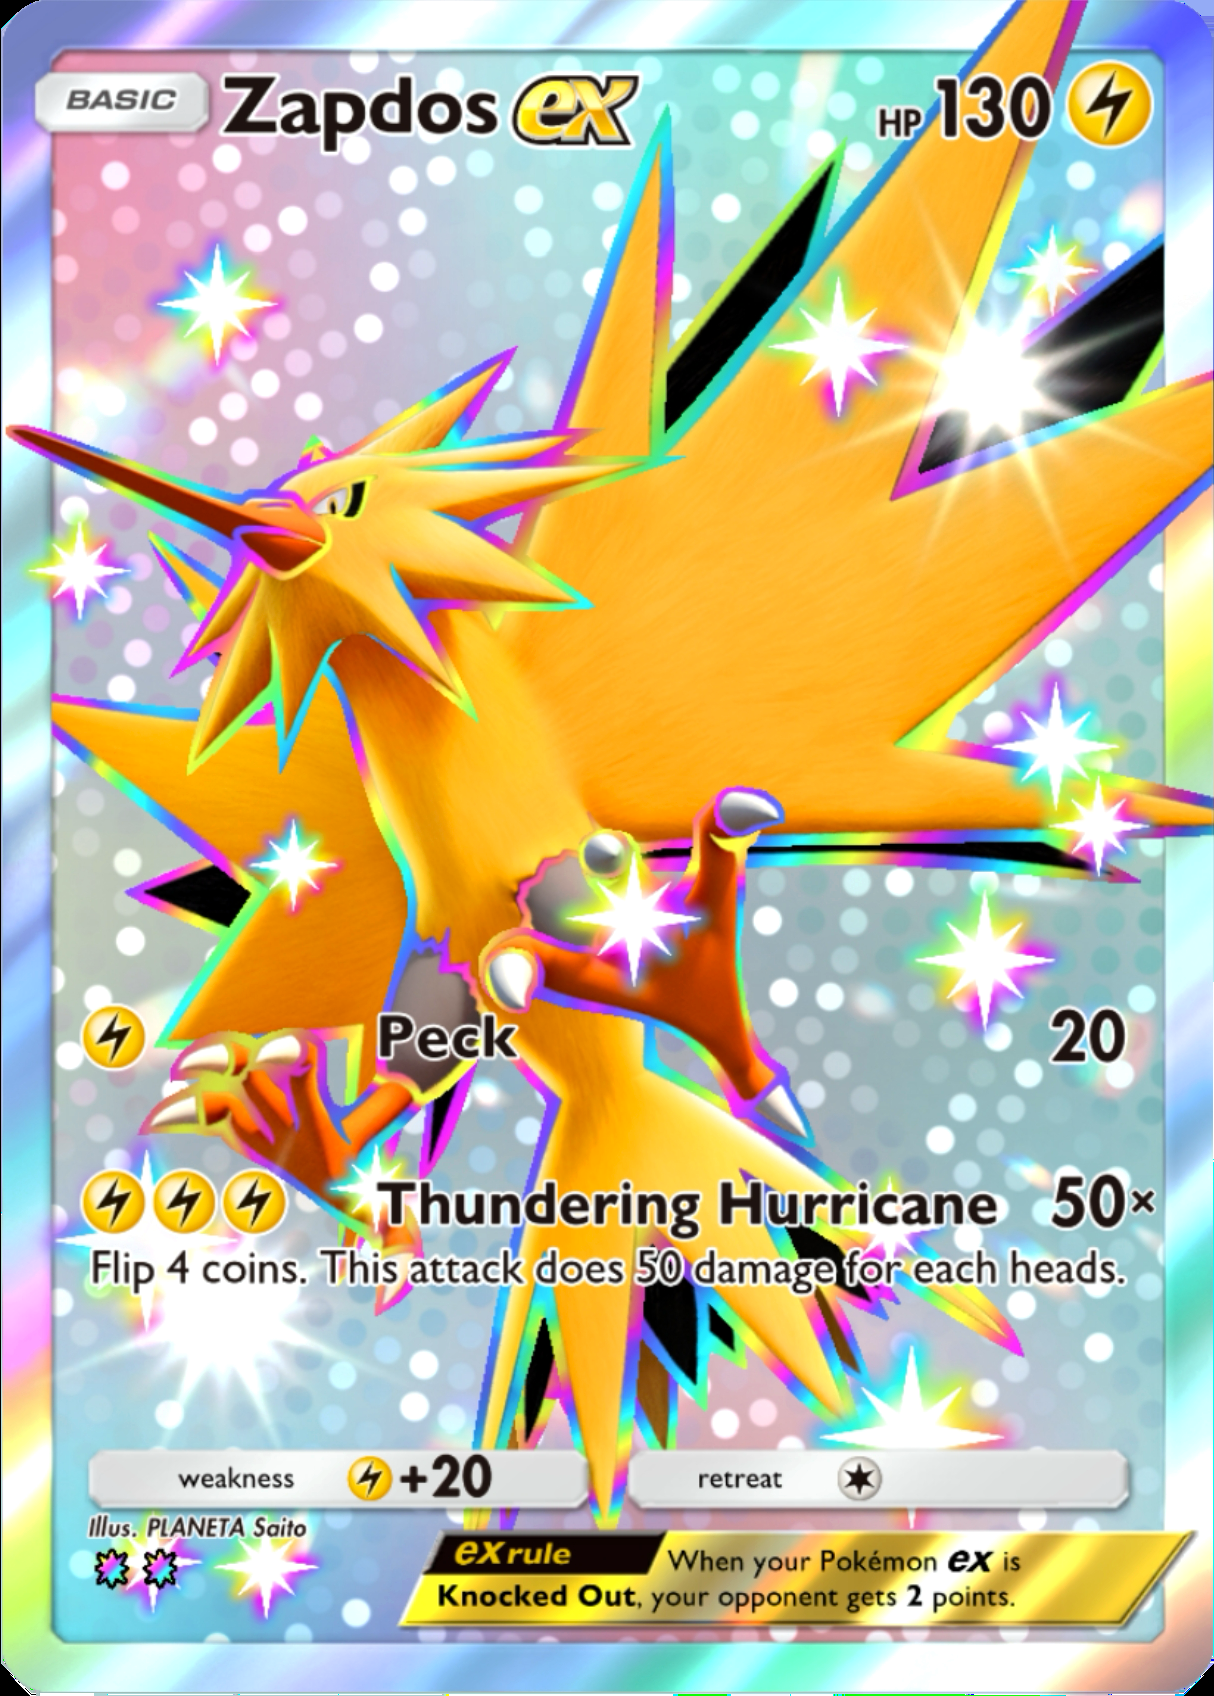 BASIC Zapdos ex HP 130
Peck 20
Thundering Hurricane 50×
Flip 4 coins. This attack does 50 damage for each heads.
weakness +20 retreat
Illus. PLANETA Saito
ex rule When your Pokémon ex is
Knocked Out, your opponent gets 2 points.